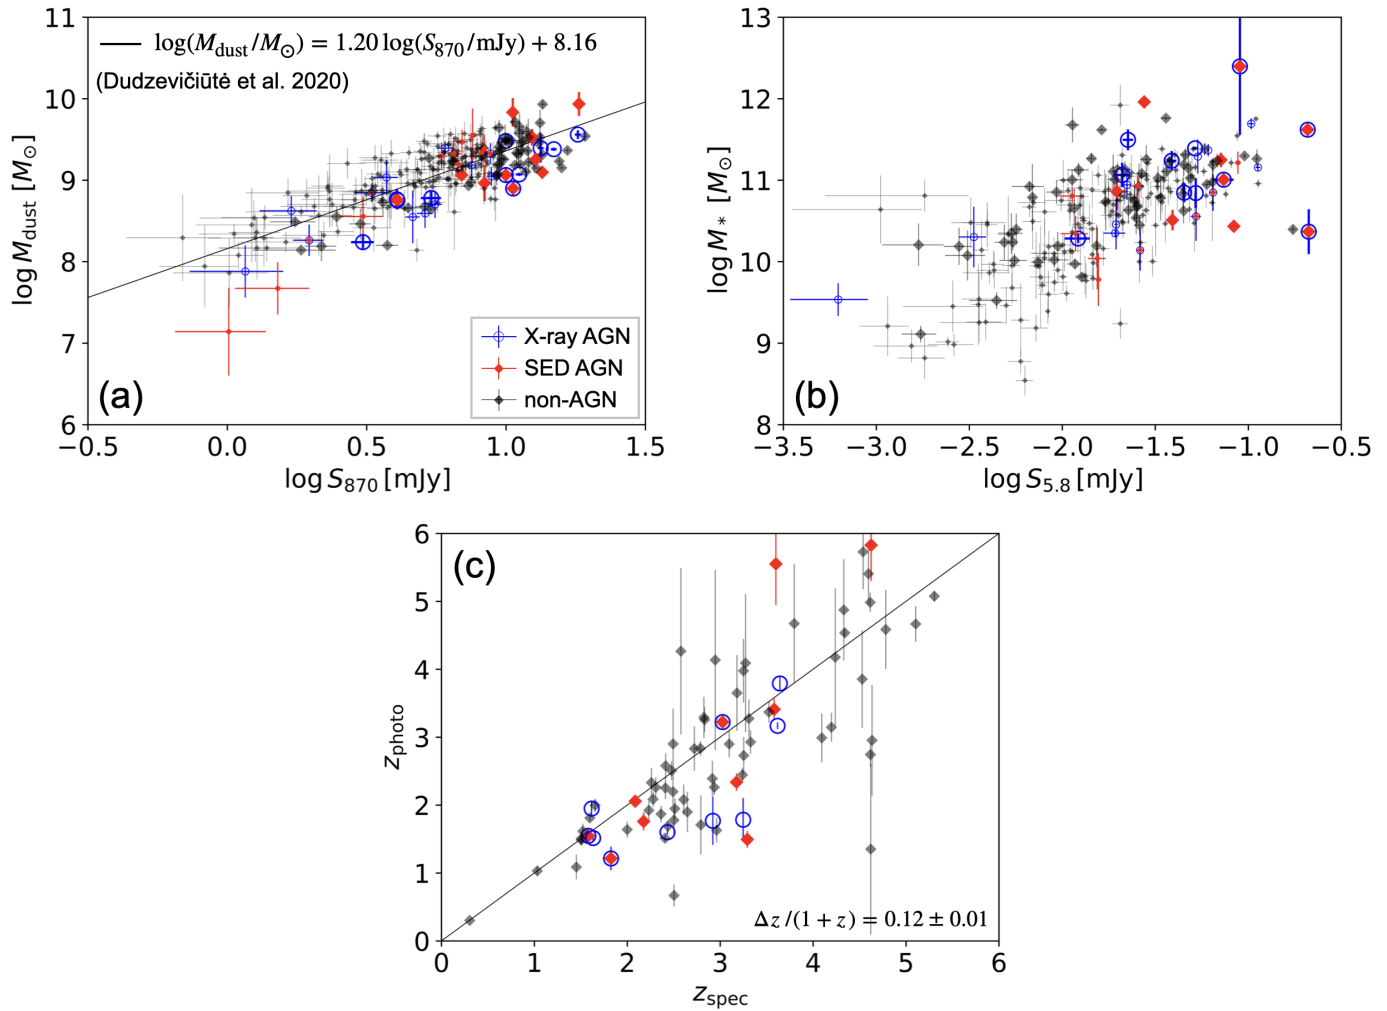 11
10
9
8
7
6
log M_dust [M_⊙]
log(M_dust/M_⊙) = 1.20 log(S_870/mJy) + 8.16
(Dudzevičiūtė et al. 2020)
X-ray AGN
SED AGN
non-AGN
(a)
−0.5 0.0 0.5 1.0 1.5
log S_870 [mJy]
13
12
11
10
9
8
log M_* [M_⊙]
(b)
−3.5 −3.0 −2.5 −2.0 −1.5 −1.0 −0.5
log S_5.8 [mJy]
6
5
4
3
2
1
0
z_photo
(c)
Δz/(1 + z) = 0.12 ± 0.01
0 1 2 3 4 5 6
z_spec